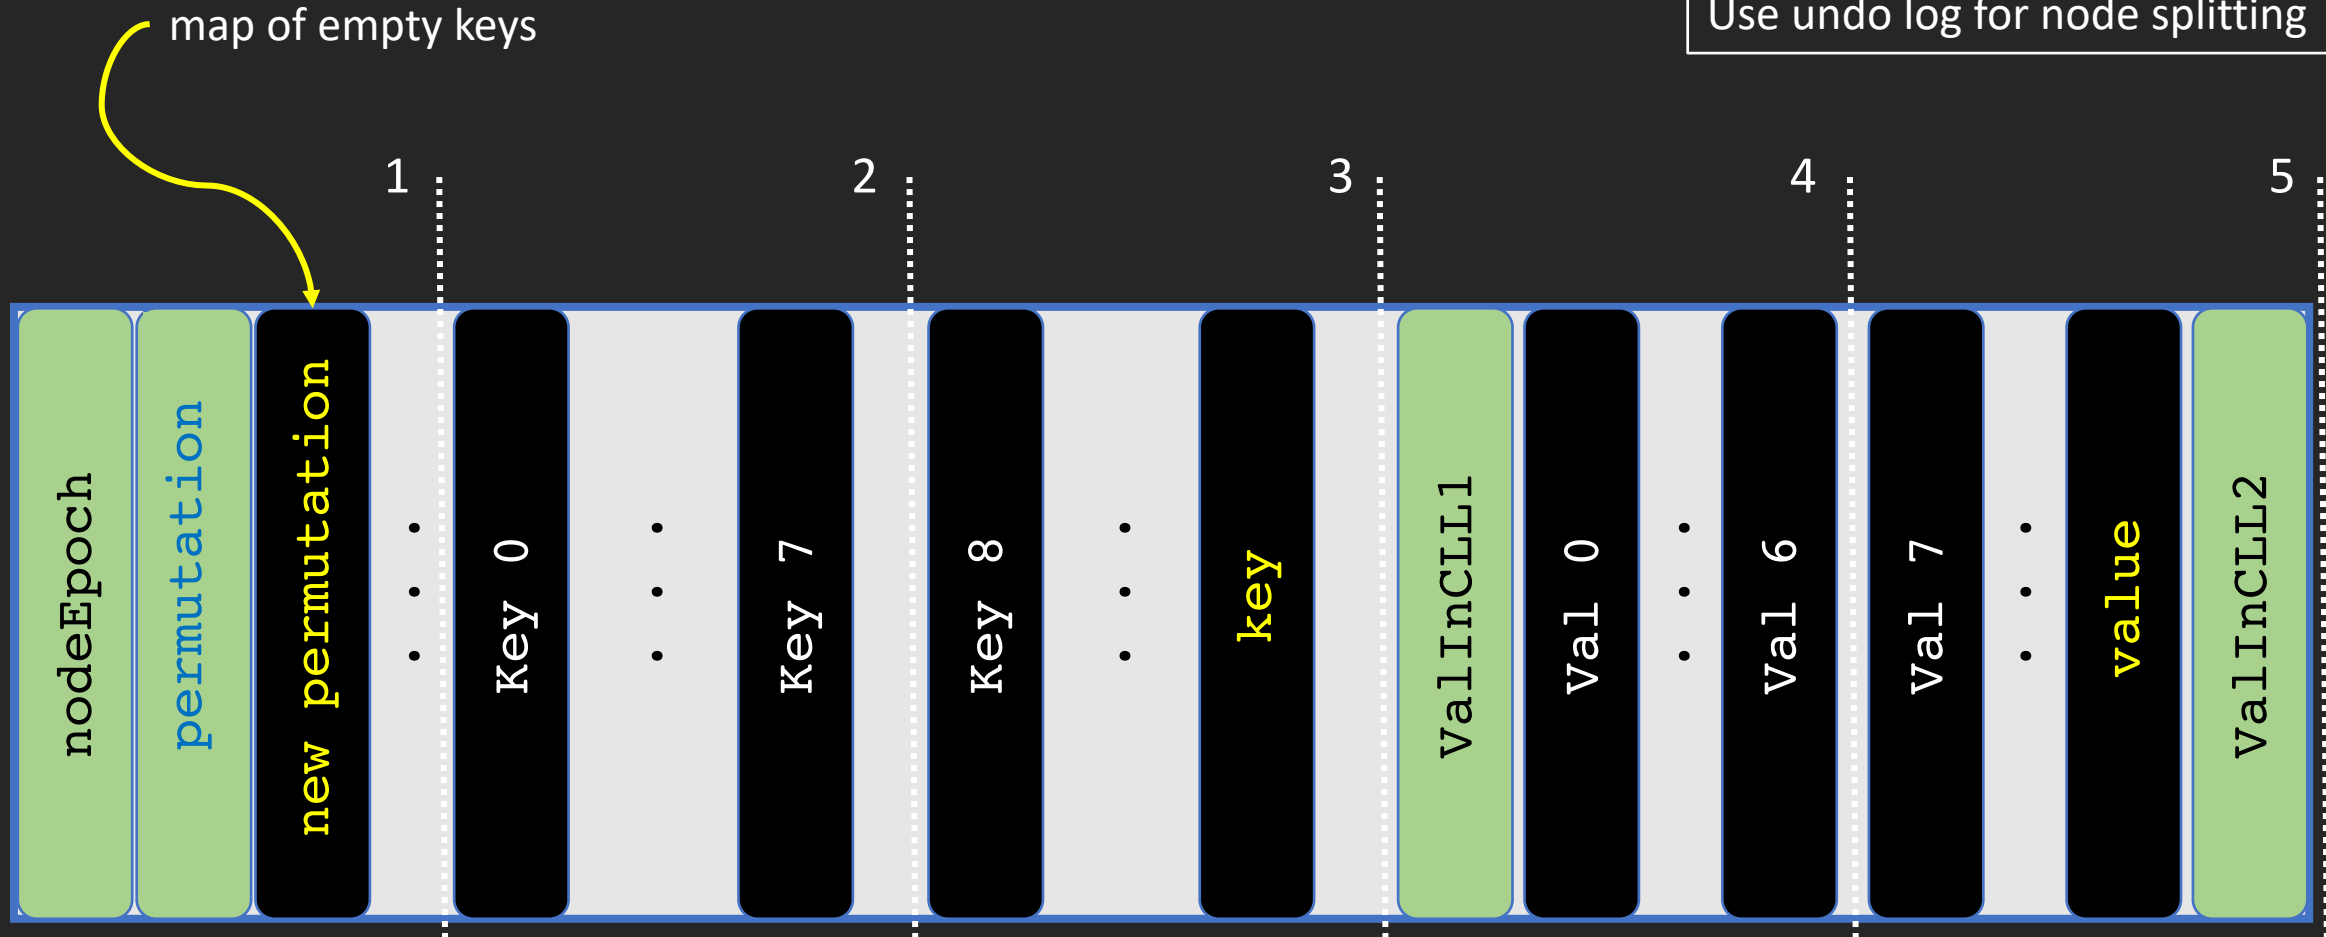 map of empty keys
Use undo log for node splitting
1
2
3
4
5
nodeEpoch
permutation
new permutation
Key 0
Key 7
Key 8
key
valInCLL1
Val 0
Val 6
Val 7
value
valInCLL2